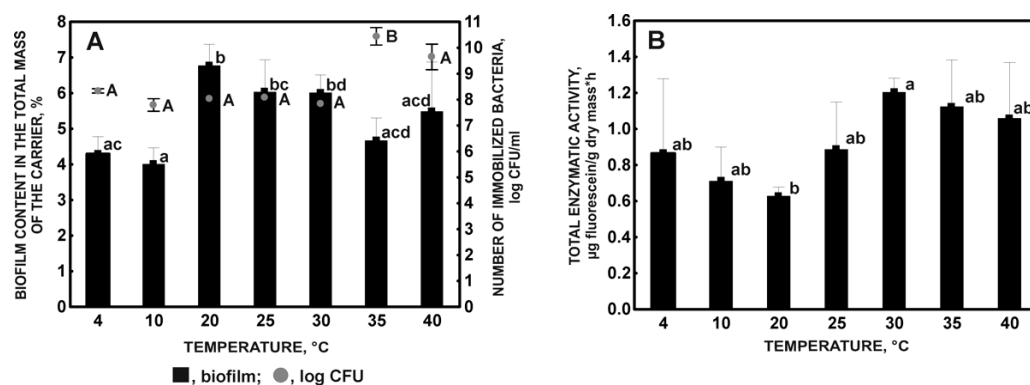 A
BIOFILM CONTENT IN THE TOTAL MASS
OF THE CARRIER, %
8
7
6
5
4
3
2
1
0
ac
A
a
A
b
A
bc
A
bd
A
acd
B
acd
A
11
10
9
8
7
6
5
4
3
2
1
0
NUMBER OF IMMOBILIZED BACTERIA,
log CFU/ml
4 10 20 25 30 35 40
TEMPERATURE, °C
■, biofilm; ●, log CFU
B
TOTAL ENZYMATIC ACTIVITY,
µg fluorescein/g dry mass*h
1.6
1.4
1.2
1.0
0.8
0.6
0.4
0.2
0.0
ab
ab
b
ab
a
ab
ab
4 10 20 25 30 35 40
TEMPERATURE, °C